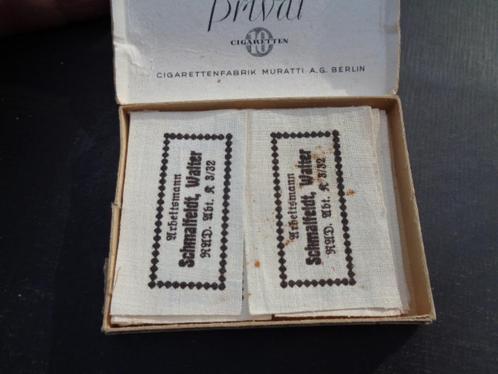 privat
CIGARETTEN
10
CIGARETTENFABRIK MURATTI A.G. BERLIN
Arbeitsmann
Schmalfeldt, Walter
RAD. Abt. K 3/32
Arbeitsmann
Schmalfeldt, Walter
RAD. Abt. K 3/32